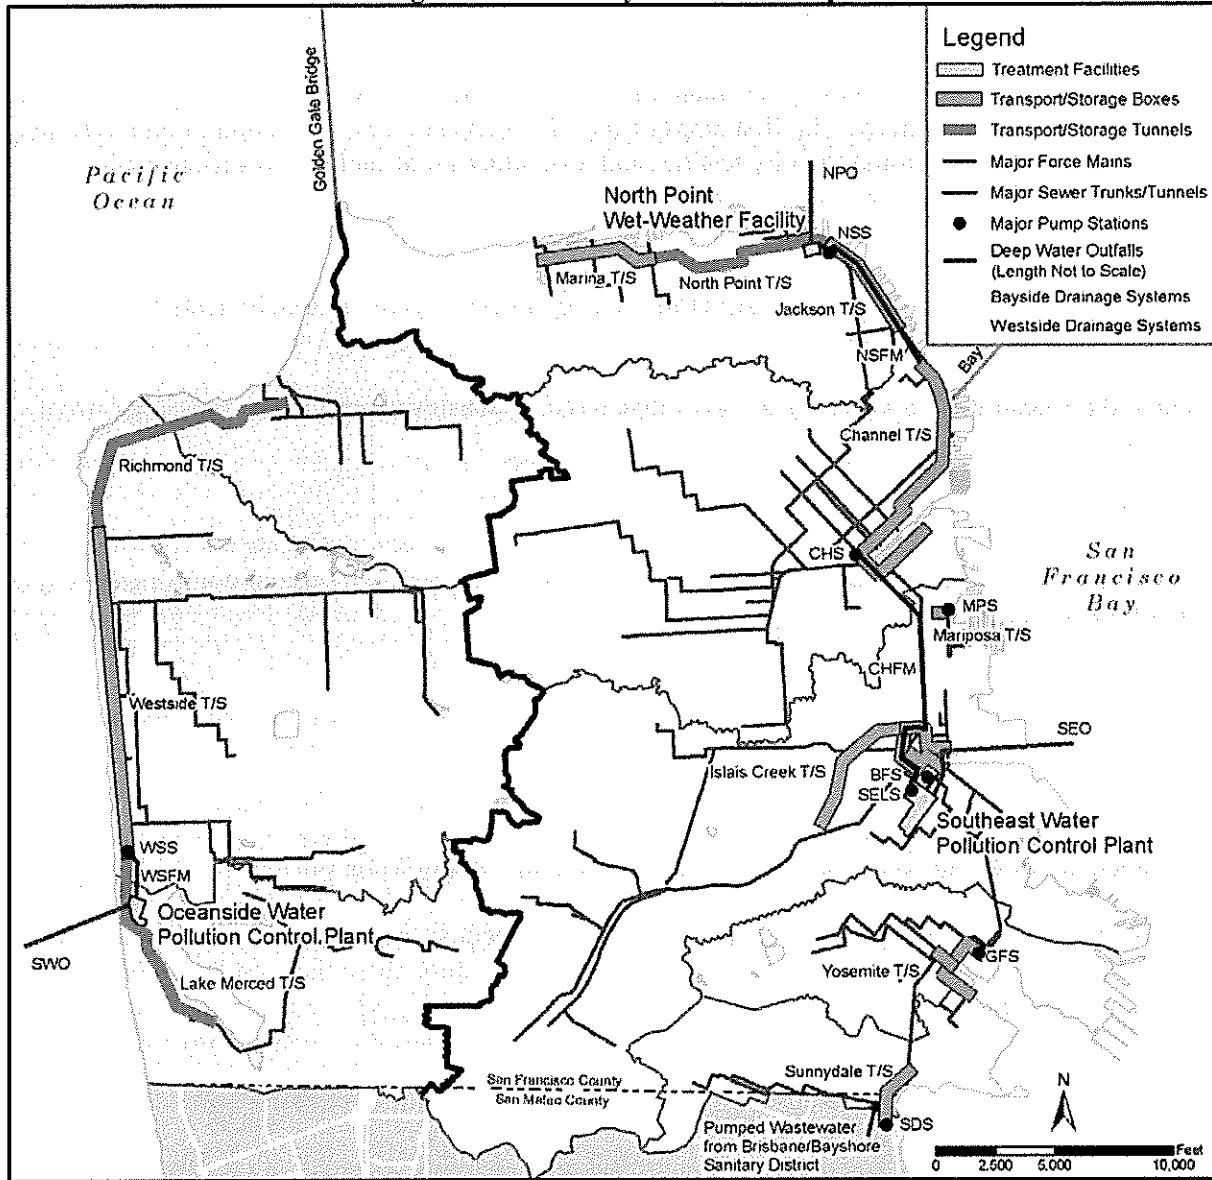 Legend
Treatment Facilities
Transport/Storage Boxes
Transport/Storage Tunnels
Major Force Mains
Major Sewer Trunks/Tunnels
Major Pump Stations
Deep Water Outfalls
(Length Not to Scale)
Bayside Drainage Systems
Westside Drainage Systems
Golden Gate Bridge
Pacific
Ocean
NPO
North Point
Wet-Weather Facility
NSS
Marina T/S
North Point T/S
Jackson T/S
NSFM
Bay
Channel T/S
Richmond T/S
CHS
San
Francisco
Bay
MPS
Mariposa T/S
CHFM
Westside T/S
SEO
Islais Creek T/S
BFS
SELS
Southeast Water
Pollution Control Plant
WSS
WSFM
Oceanside Water
Pollution Control Plant
SWO
Lake Merced T/S
Yosemite T/S
GFS
Sunnydale T/S
San Francisco County
San Mateo County
SDS
Pumped Wastewater
from Brisbane/Bayshore
Sanitary District
N
Feet
0 2,500 5,000 10,000